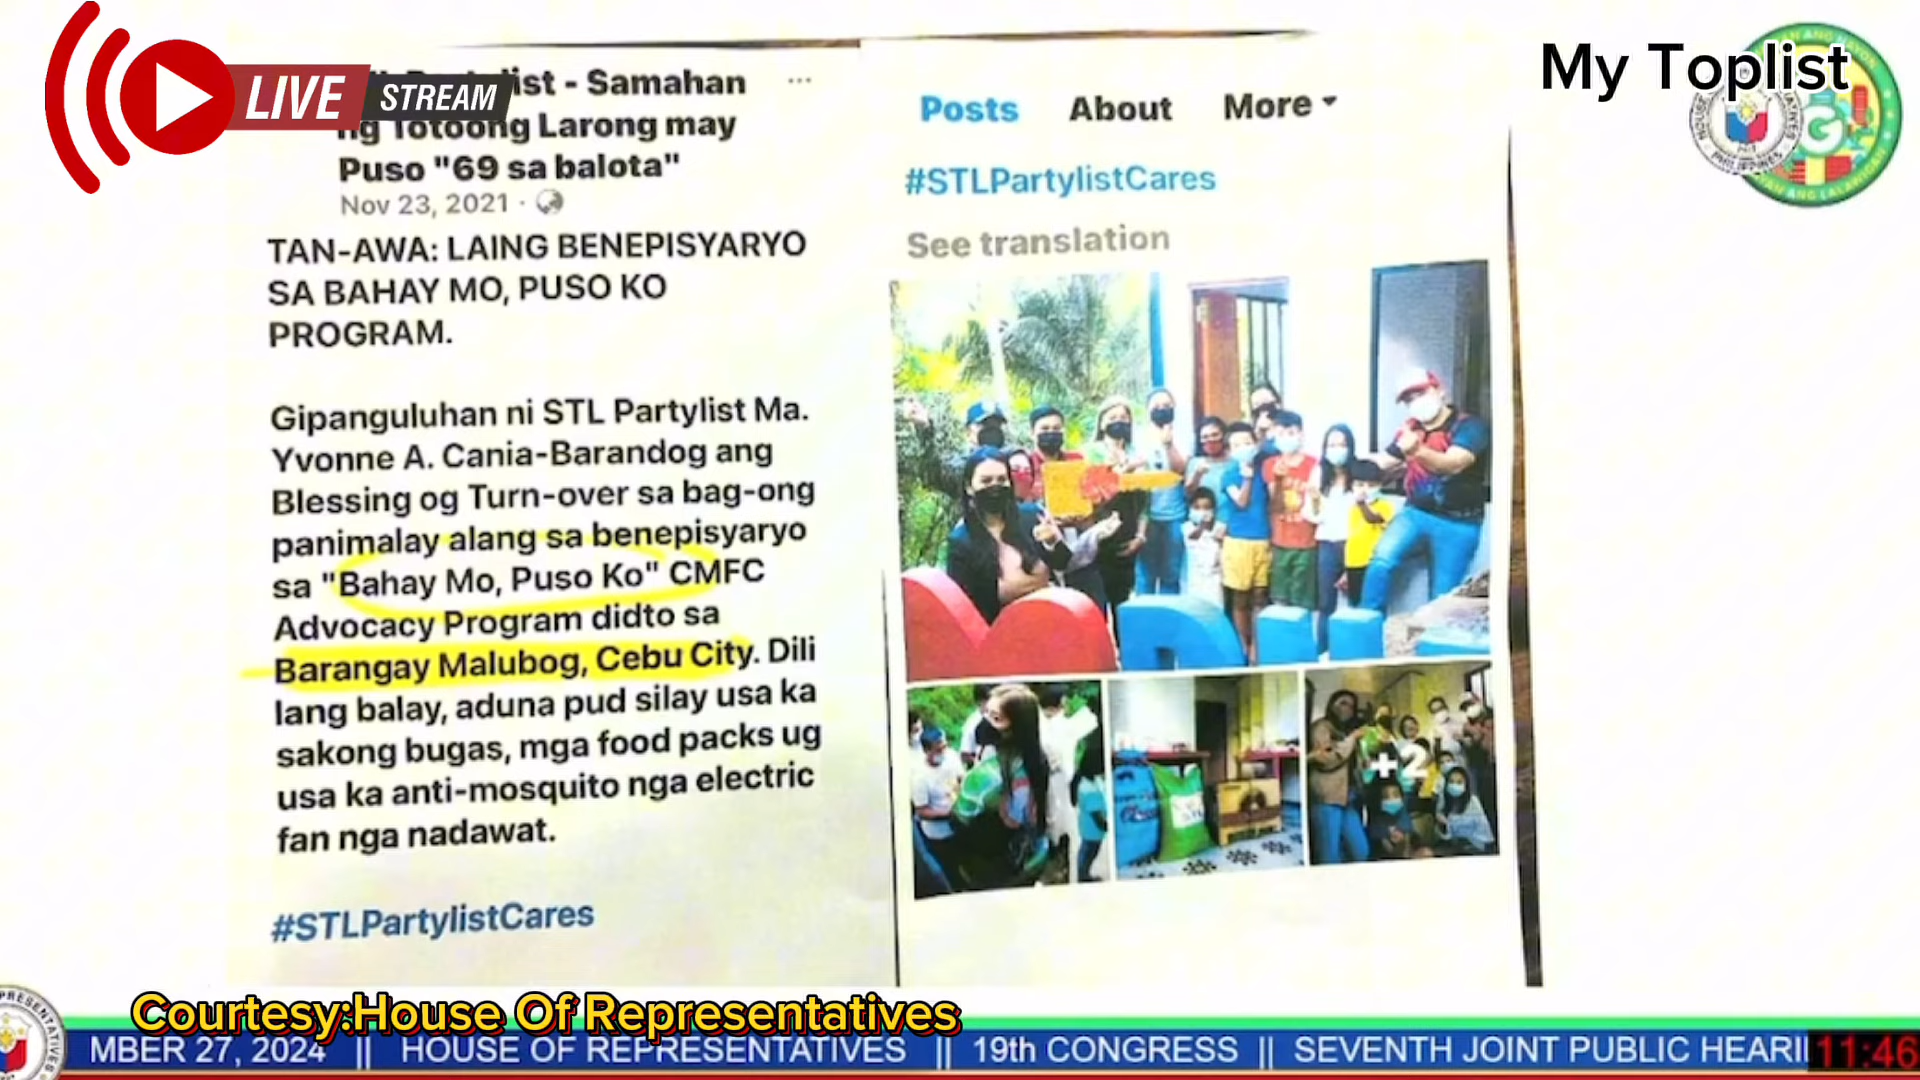 LIVE STREAM
ist - Samahan
ng Totoong Larong may
Puso "69 sa balota"
Nov 23, 2021 ·
TAN-AWA: LAING BENEPISYARYO
SA BAHAY MO, PUSO KO
PROGRAM.
Gipanguluhan ni STL Partylist Ma.
Yvonne A. Cania-Barandog ang
Blessing og Turn-over sa bag-ong
panimalay alang sa benepisyaryo
sa "Bahay Mo, Puso Ko" CMFC
Advocacy Program didto sa
Barangay Malubog, Cebu City. Dili
lang balay, aduna pud silay usa ka
sakong bugas, mga food packs ug
usa ka anti-mosquito nga electric
fan nga nadawat.
#STLPartylistCares
Posts About More
#STLPartylistCares
See translation
+2
My Toplist
Courtesy:House Of Representatives
MBER 27, 2024 || HOUSE OF REPRESENTATIVES || 19th CONGRESS || SEVENTH JOINT PUBLIC HEARI
11:46